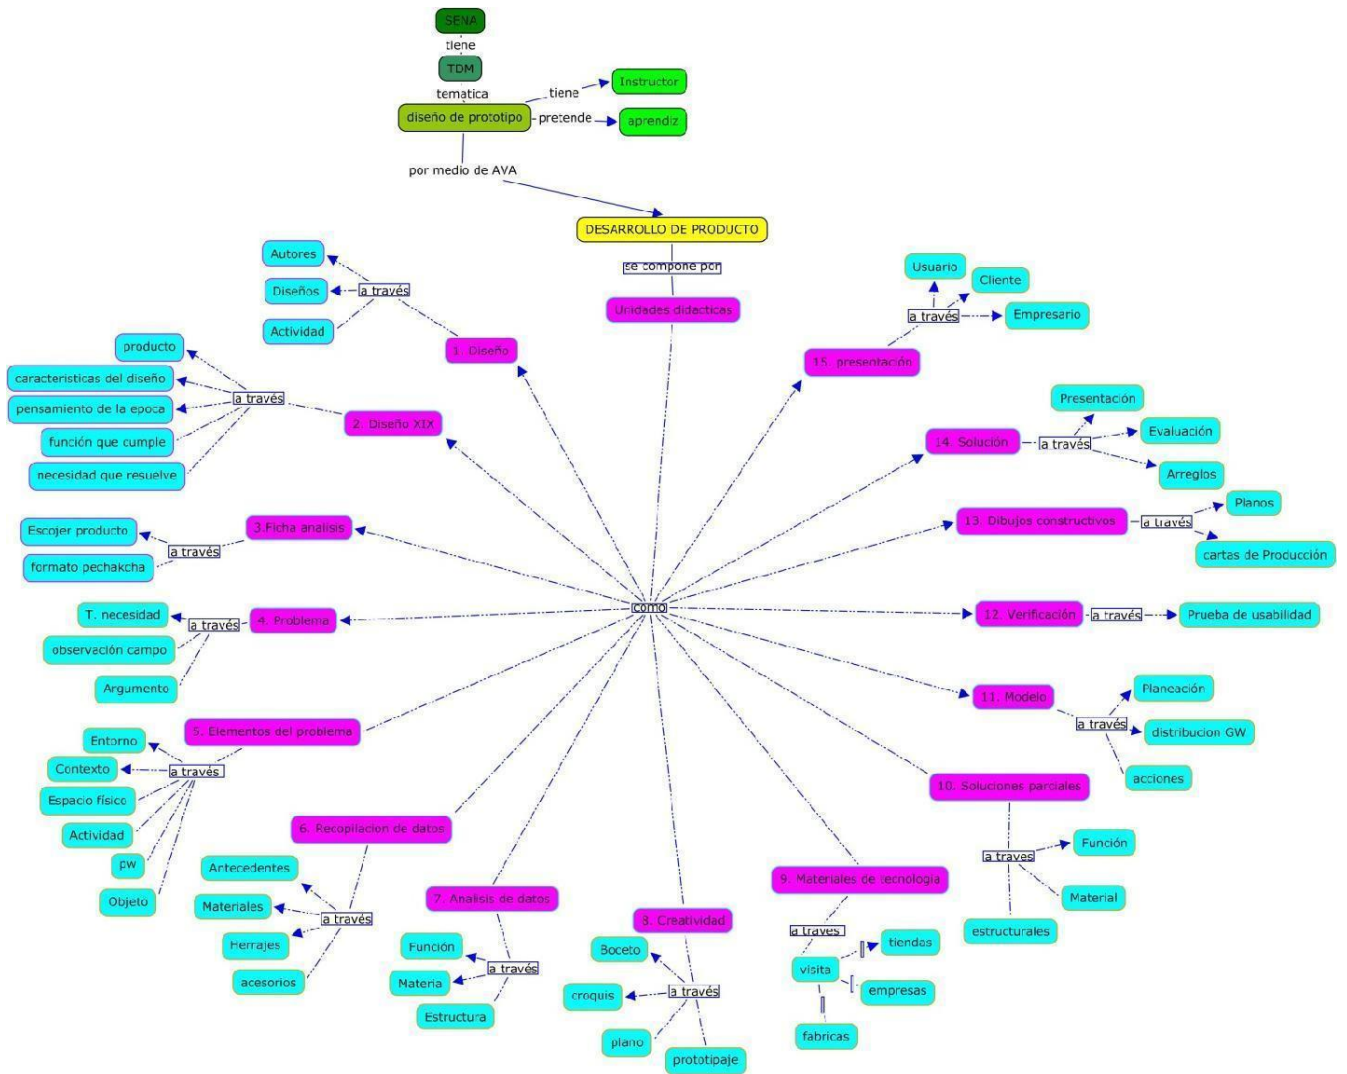 SENA
tiene
TDM
tematica
diseño de prototipo
tiene
Instructor
pretende
aprendiz
por medio de AVA
DESARROLLO DE PRODUCTO
se compone por
Unidades didacticas
como
1. Diseño
a través
Autores
Diseños
Actividad
2. Diseño XIX
a través
producto
caracteristicas del diseño
pensamiento de la epoca
función que cumple
necesidad que resuelve
3.Ficha analisis
a través
Escojer producto
formato pechakcha
4. Problema
a través
T. necesidad
observación campo
Argumento
5. Elementos del problema
a través
Entorno
Contexto
Espacio físico
Actividad
pw
Objeto
6. Recopilacion de datos
a través
Antecedentes
Materiales
Herrajes
acesorios
7. Analisis de datos
a través
Función
Materia
Estructura
8. Creatividad
a través
Boceto
croquis
plano
prototipaje
9. Materiales de tecnologia
a traves
visita
tiendas
empresas
fabricas
10. Soluciones parciales
a traves
Función
Material
estructurales
11. Modelo
a través
Planeación
distribucion GW
acciones
12. Verificación
a través
Prueba de usabilidad
13. Dibujos constructivos
a través
Planos
cartas de Producción
14. Solución
a través
Presentación
Evaluación
Arreglos
15. presentación
a través
Usuario
Cliente
Empresario